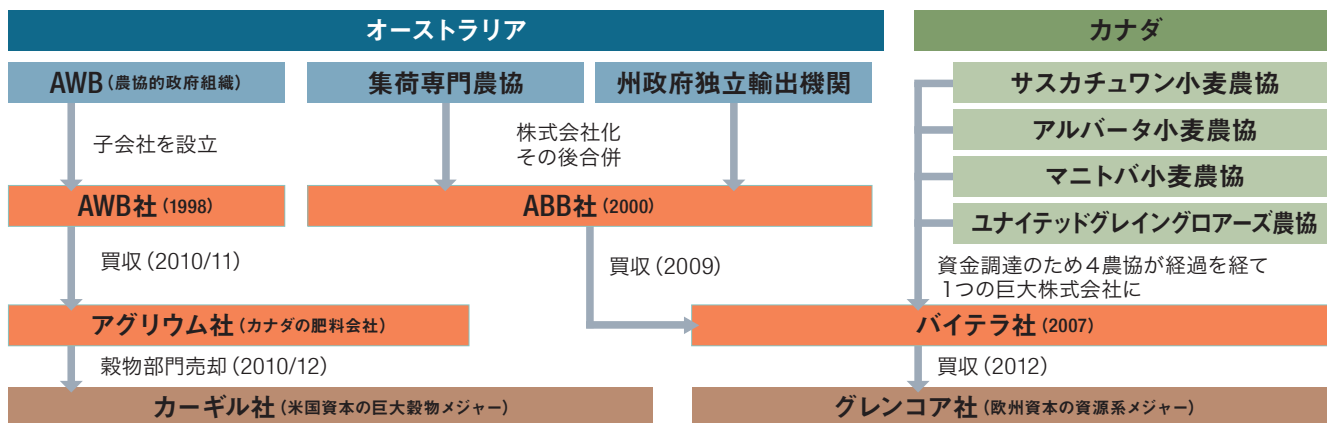 オーストラリア
カナダ
AWB(農協的政府組織)
集荷専門農協
州政府独立輸出機関
サスカチュワン小麦農協
アルバータ小麦農協
マニトバ小麦農協
ユナイテッドグレイングロアーズ農協
子会社を設立
株式会社化
その後合併
AWB社(1998)
ABB社(2000)
買収(2010/11)
買収(2009)
資金調達のため4農協が経過を経て
1つの巨大株式会社に
アグリウム社(カナダの肥料会社)
バイテラ社(2007)
穀物部門売却(2010/12)
買収(2012)
カーギル社(米国資本の巨大穀物メジャー)
グレンコア社(欧州資本の資源系メジャー)